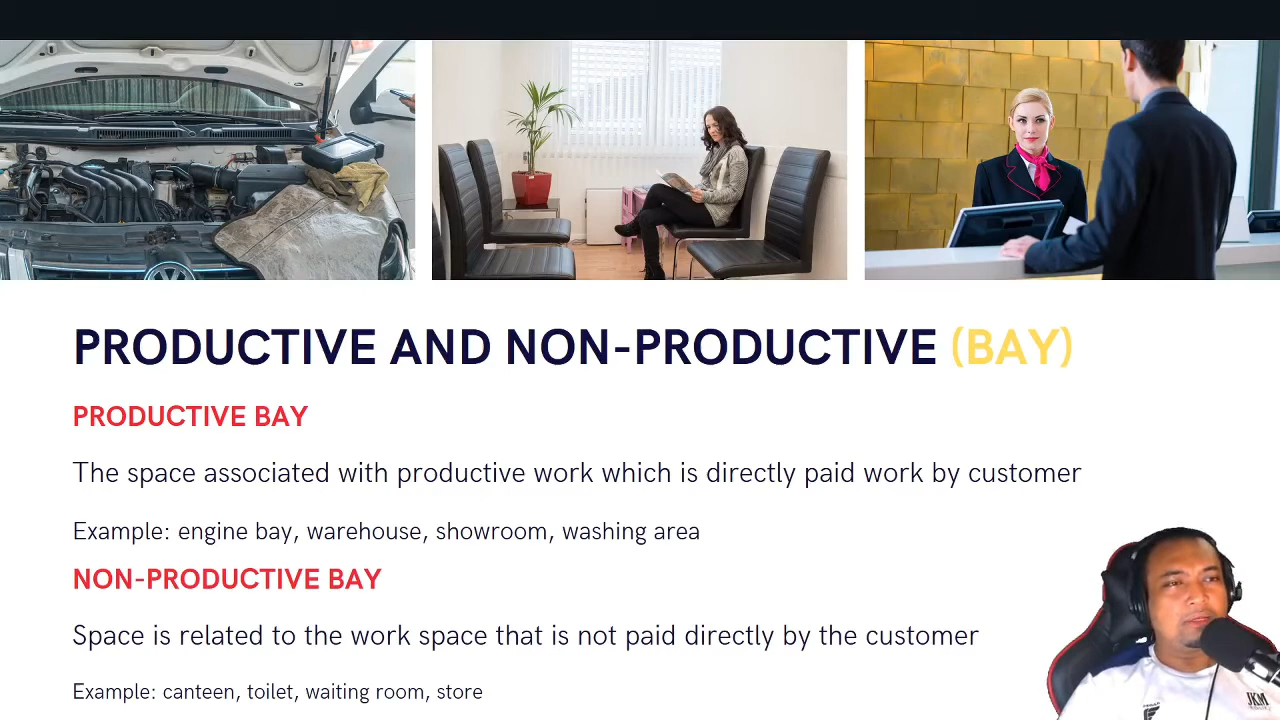 PRODUCTIVE AND NON-PRODUCTIVE (BAY)
PRODUCTIVE BAY
The space associated with productive work which is directly paid work by customer
Example: engine bay, warehouse, showroom, washing area
NON-PRODUCTIVE BAY
Space is related to the work space that is not paid directly by the customer
Example: canteen, toilet, waiting room, store
JKM